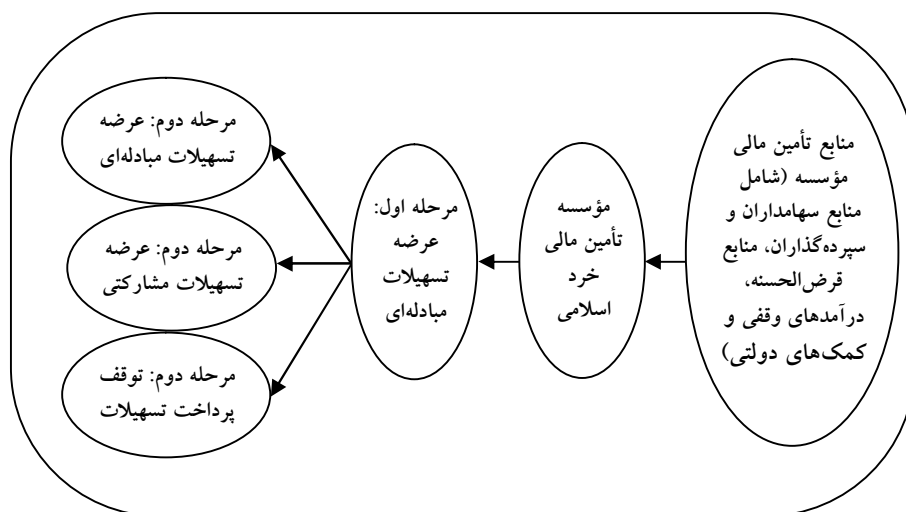 منابع تأمین مالی
مؤسسه (شامل
منابع سهامداران و
سپرده‌گذاران، منابع
قرض‌الحسنه،
درآمدهای وقفی و
کمک‌های دولتی)
مؤسسه
تأمین مالی
خرد
اسلامی
مرحله اول:
عرضه
تسهیلات
مبادله‌ای
مرحله دوم: عرضه
تسهیلات مبادله‌ای
مرحله دوم: عرضه
تسهیلات مشارکتی
مرحله دوم: توقف
پرداخت تسهیلات